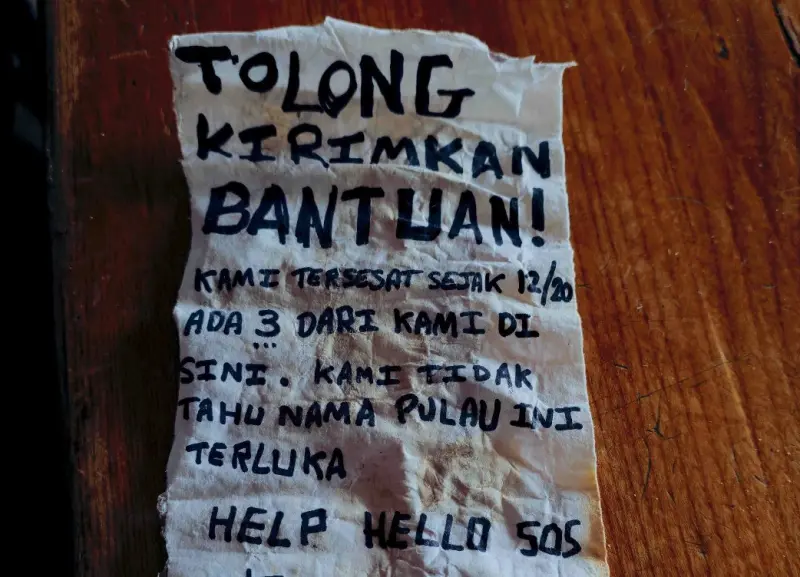 TOLONG
KIRIMKAN
BANTUAN!
KAMI TERSESAT SEJAK 12/20
ADA 3 DARI KAMI DI
SINI. KAMI TIDAK
TAHU NAMA PULAU INI
TERLUKA
HELP HELLO SOS